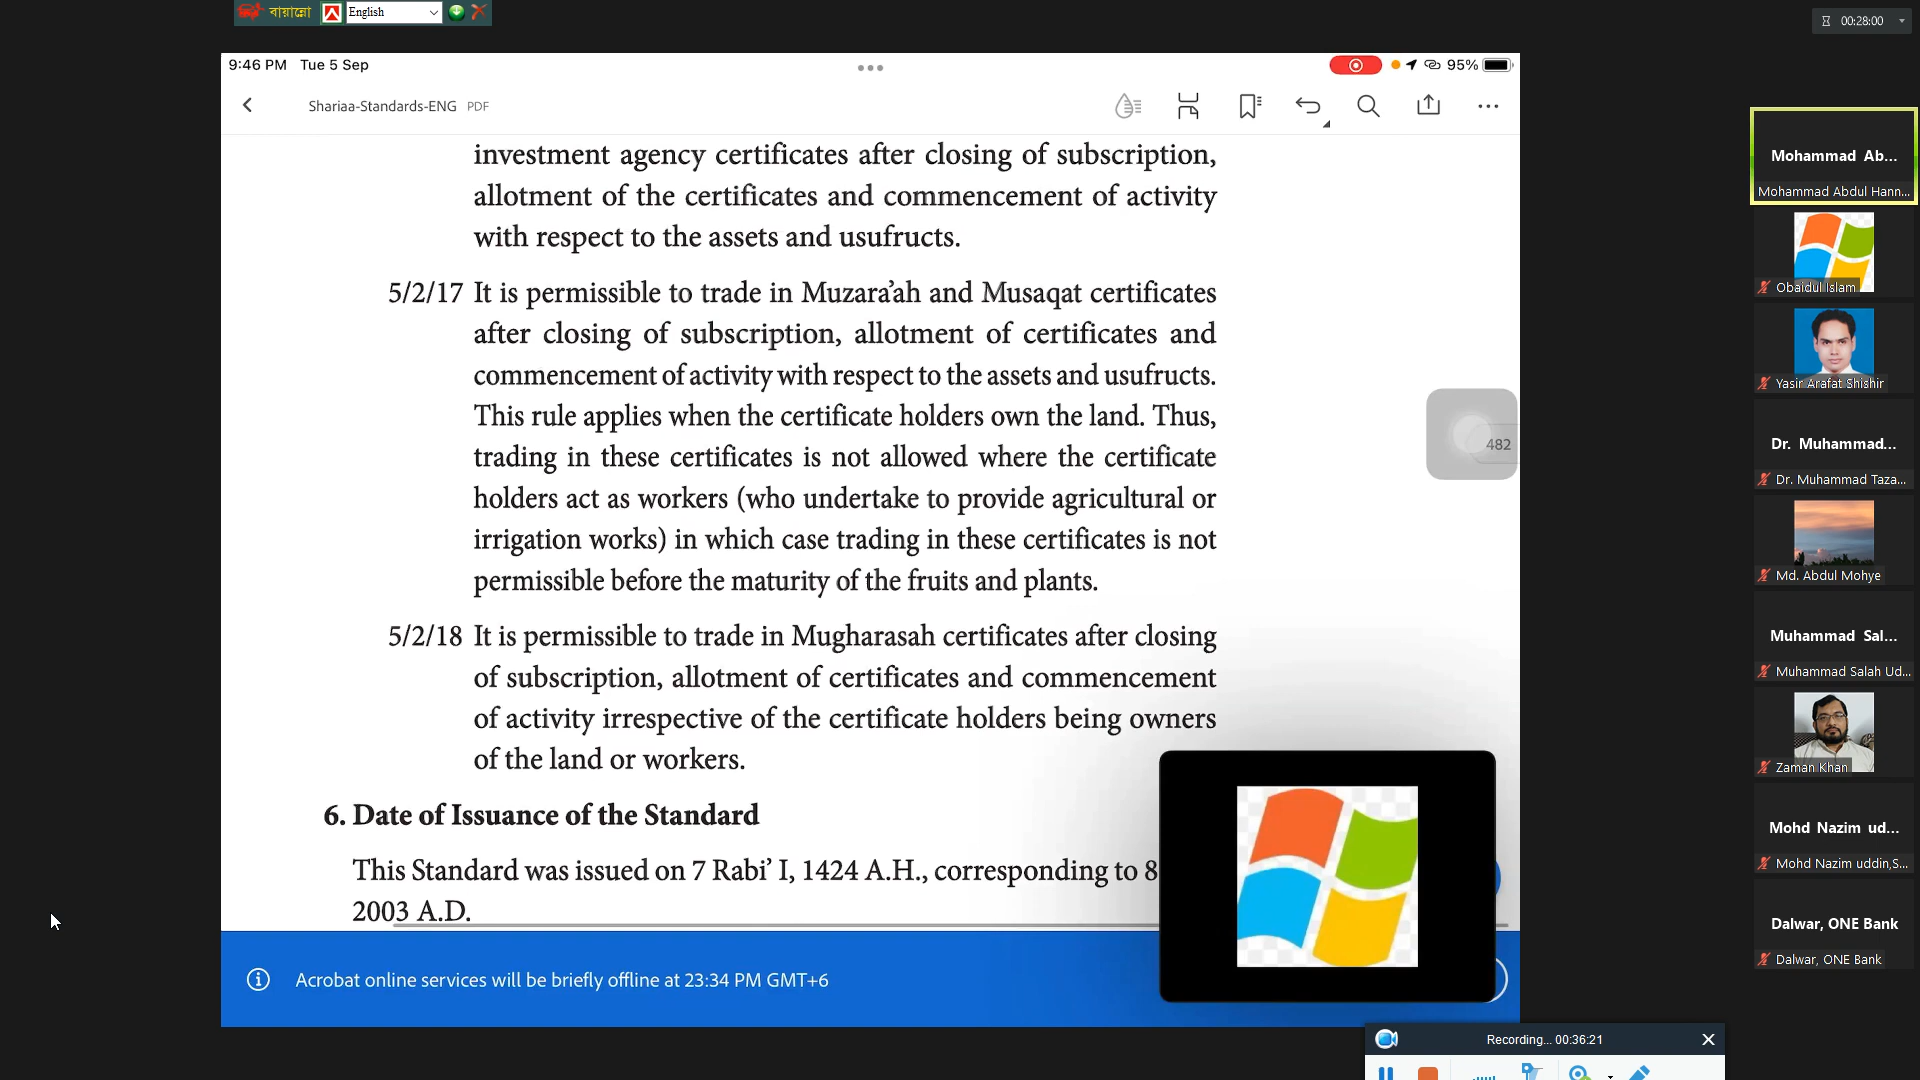 বায়ান্নো
English
00:28:00
9:46 PM Tue 5 Sep
95%
Shariaa-Standards-ENG PDF
investment agency certificates after closing of subscription,
allotment of the certificates and commencement of activity
with respect to the assets and usufructs.
5/2/17 It is permissible to trade in Muzara’ah and Musaqat certificates
after closing of subscription, allotment of certificates and
commencement of activity with respect to the assets and usufructs.
This rule applies when the certificate holders own the land. Thus,
trading in these certificates is not allowed where the certificate
holders act as workers (who undertake to provide agricultural or
irrigation works) in which case trading in these certificates is not
permissible before the maturity of the fruits and plants.
482
5/2/18 It is permissible to trade in Mugharasah certificates after closing
of subscription, allotment of certificates and commencement
of activity irrespective of the certificate holders being owners
of the land or workers.
6. Date of Issuance of the Standard
This Standard was issued on 7 Rabi’ I, 1424 A.H., corresponding to 8
2003 A.D.
Acrobat online services will be briefly offline at 23:34 PM GMT+6
Mohammad Ab...
Mohammad Abdul Hann...
Obaidul Islam
Yasir Arafat Shishir
Dr. Muhammad...
Dr. Muhammad Taza...
Md. Abdul Mohye
Muhammad Sal...
Muhammad Salah Ud...
Zaman Khan
Mohd Nazim ud...
Mohd Nazim uddin,S...
Dalwar, ONE Bank
Dalwar, ONE Bank
Recording... 00:36:21